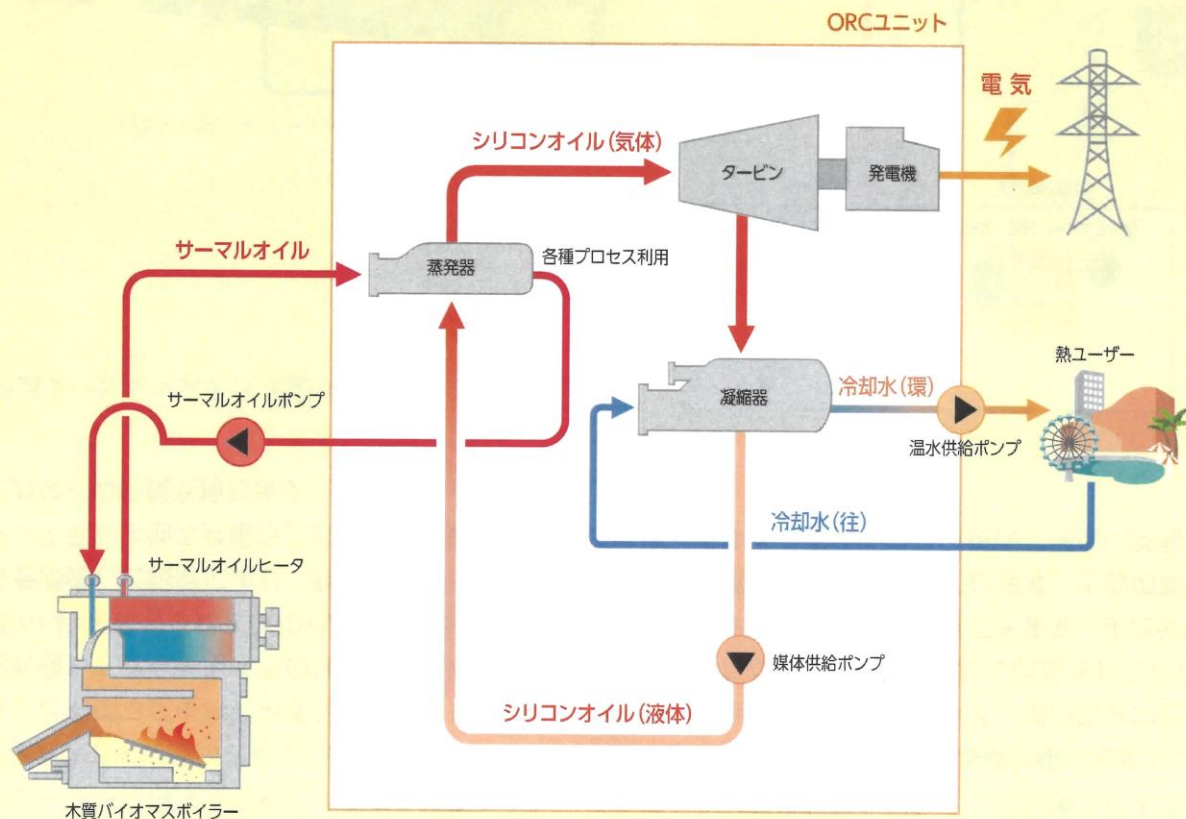 ORCユニット
電気
シリコンオイル(気体)
タービン
発電機
サーマルオイル
蒸発器
各種プロセス利用
熱ユーザー
サーマルオイルポンプ
凝縮器
冷却水(環)
温水供給ポンプ
冷却水(往)
サーマルオイルヒータ
媒体供給ポンプ
シリコンオイル(液体)
木質バイオマスボイラー